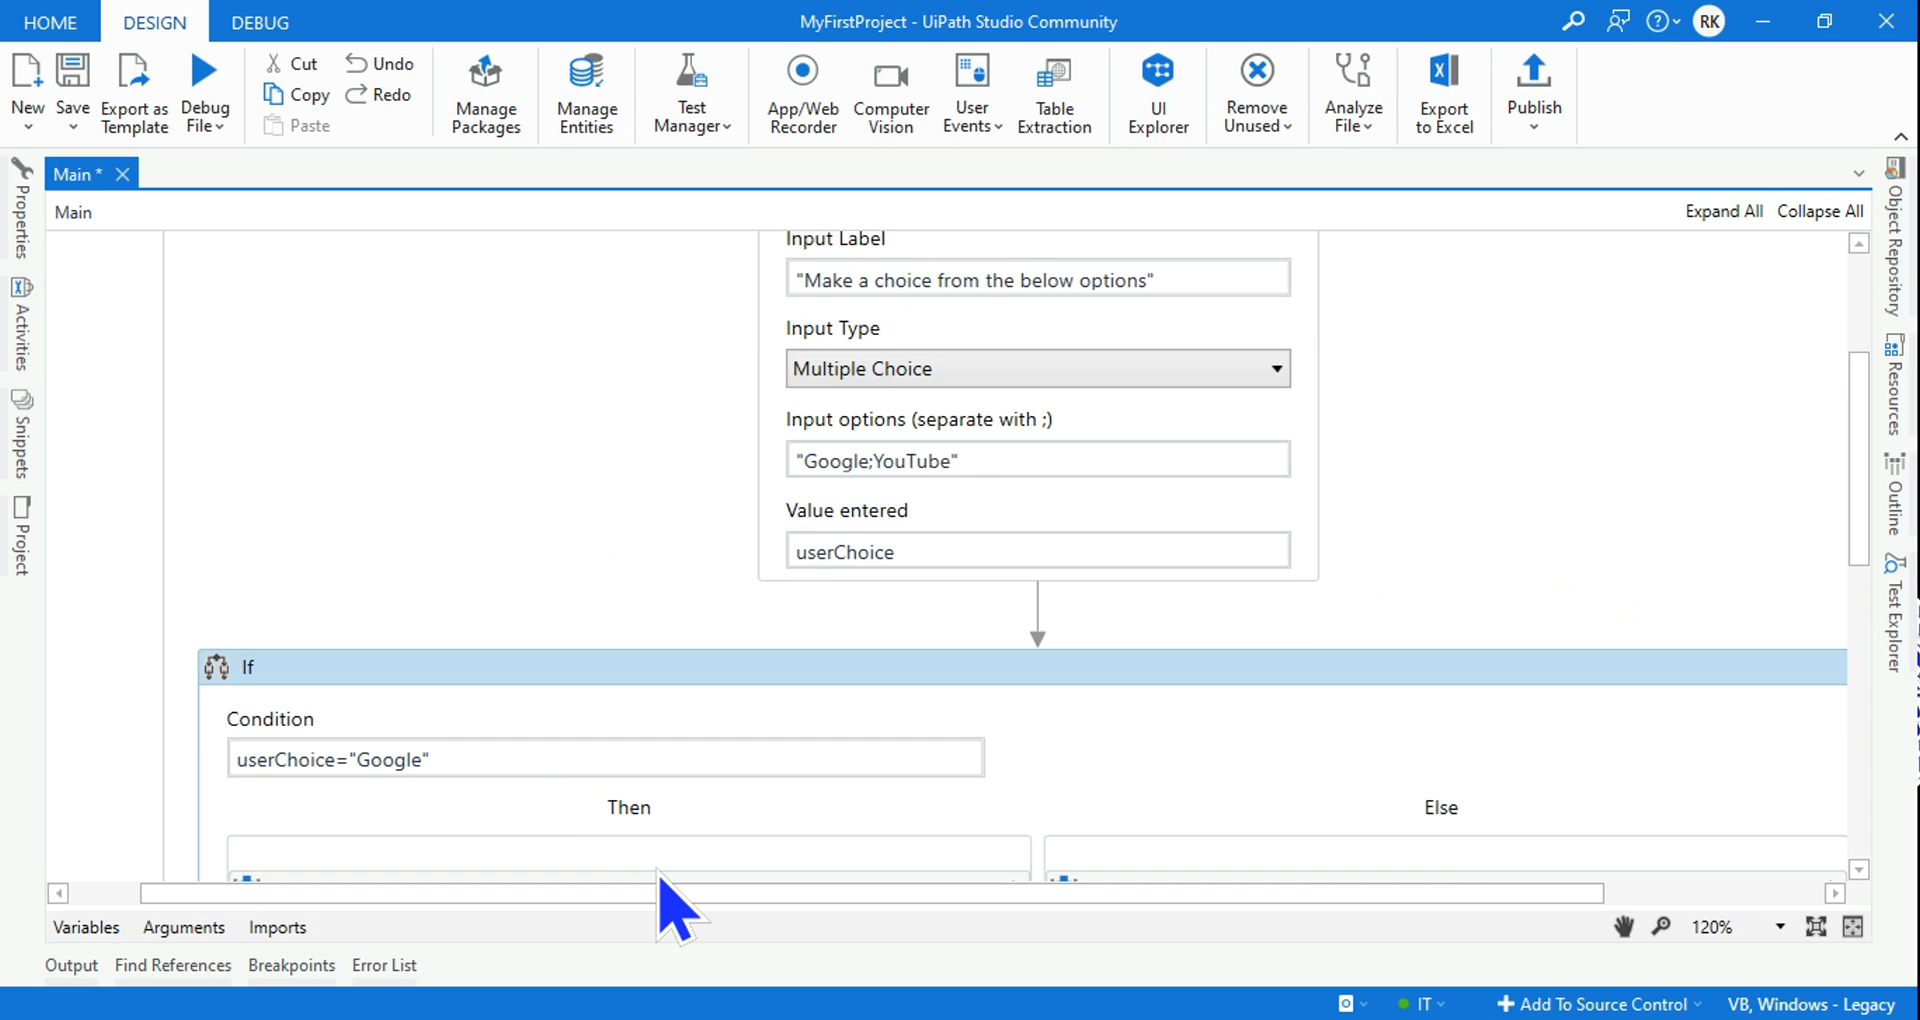 HOME DESIGN DEBUG MyFirstProject - UiPath Studio Community RK
New Save Export as Template Debug File
Cut Undo
Copy Redo
Paste
Manage Packages Manage Entities Test Manager App/Web Recorder Computer Vision User Events Table Extraction UI Explorer Remove Unused Analyze File Export to Excel Publish
Main *
Main Expand All Collapse All
Properties
Activities
Snippets
Project
Input Label
"Make a choice from the below options"
Input Type
Multiple Choice
Input options (separate with ;)
"Google;YouTube"
Value entered
userChoice
If
Condition
userChoice="Google"
Then Else
Object Repository
Resources
Outline
Test Explorer
Variables Arguments Imports 120%
Output Find References Breakpoints Error List
IT Add To Source Control VB, Windows - Legacy